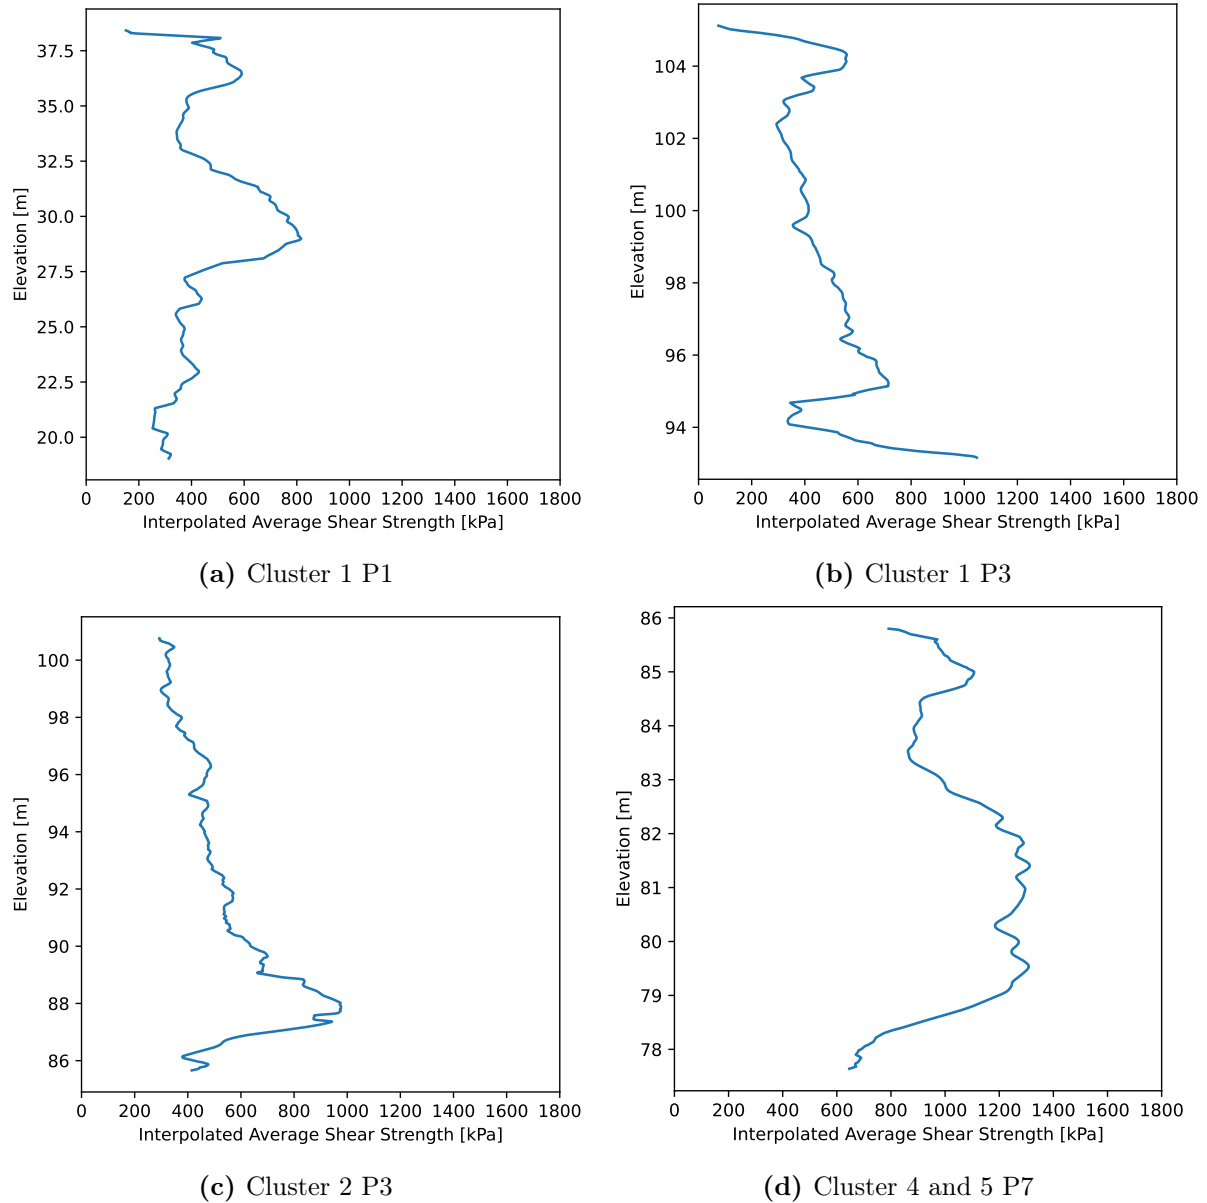 37.5
35.0
32.5
30.0
27.5
25.0
22.5
20.0
Elevation [m]
0 200 400 600 800 1000 1200 1400 1600 1800
Interpolated Average Shear Strength [kPa]
(a) Cluster 1 P1
104
102
100
98
96
94
Elevation [m]
0 200 400 600 800 1000 1200 1400 1600 1800
Interpolated Average Shear Strength [kPa]
(b) Cluster 1 P3
100
98
96
94
92
90
88
86
Elevation [m]
0 200 400 600 800 1000 1200 1400 1600 1800
Interpolated Average Shear Strength [kPa]
(c) Cluster 2 P3
86
85
84
83
82
81
80
79
78
Elevation [m]
0 200 400 600 800 1000 1200 1400 1600 1800
Interpolated Average Shear Strength [kPa]
(d) Cluster 4 and 5 P7